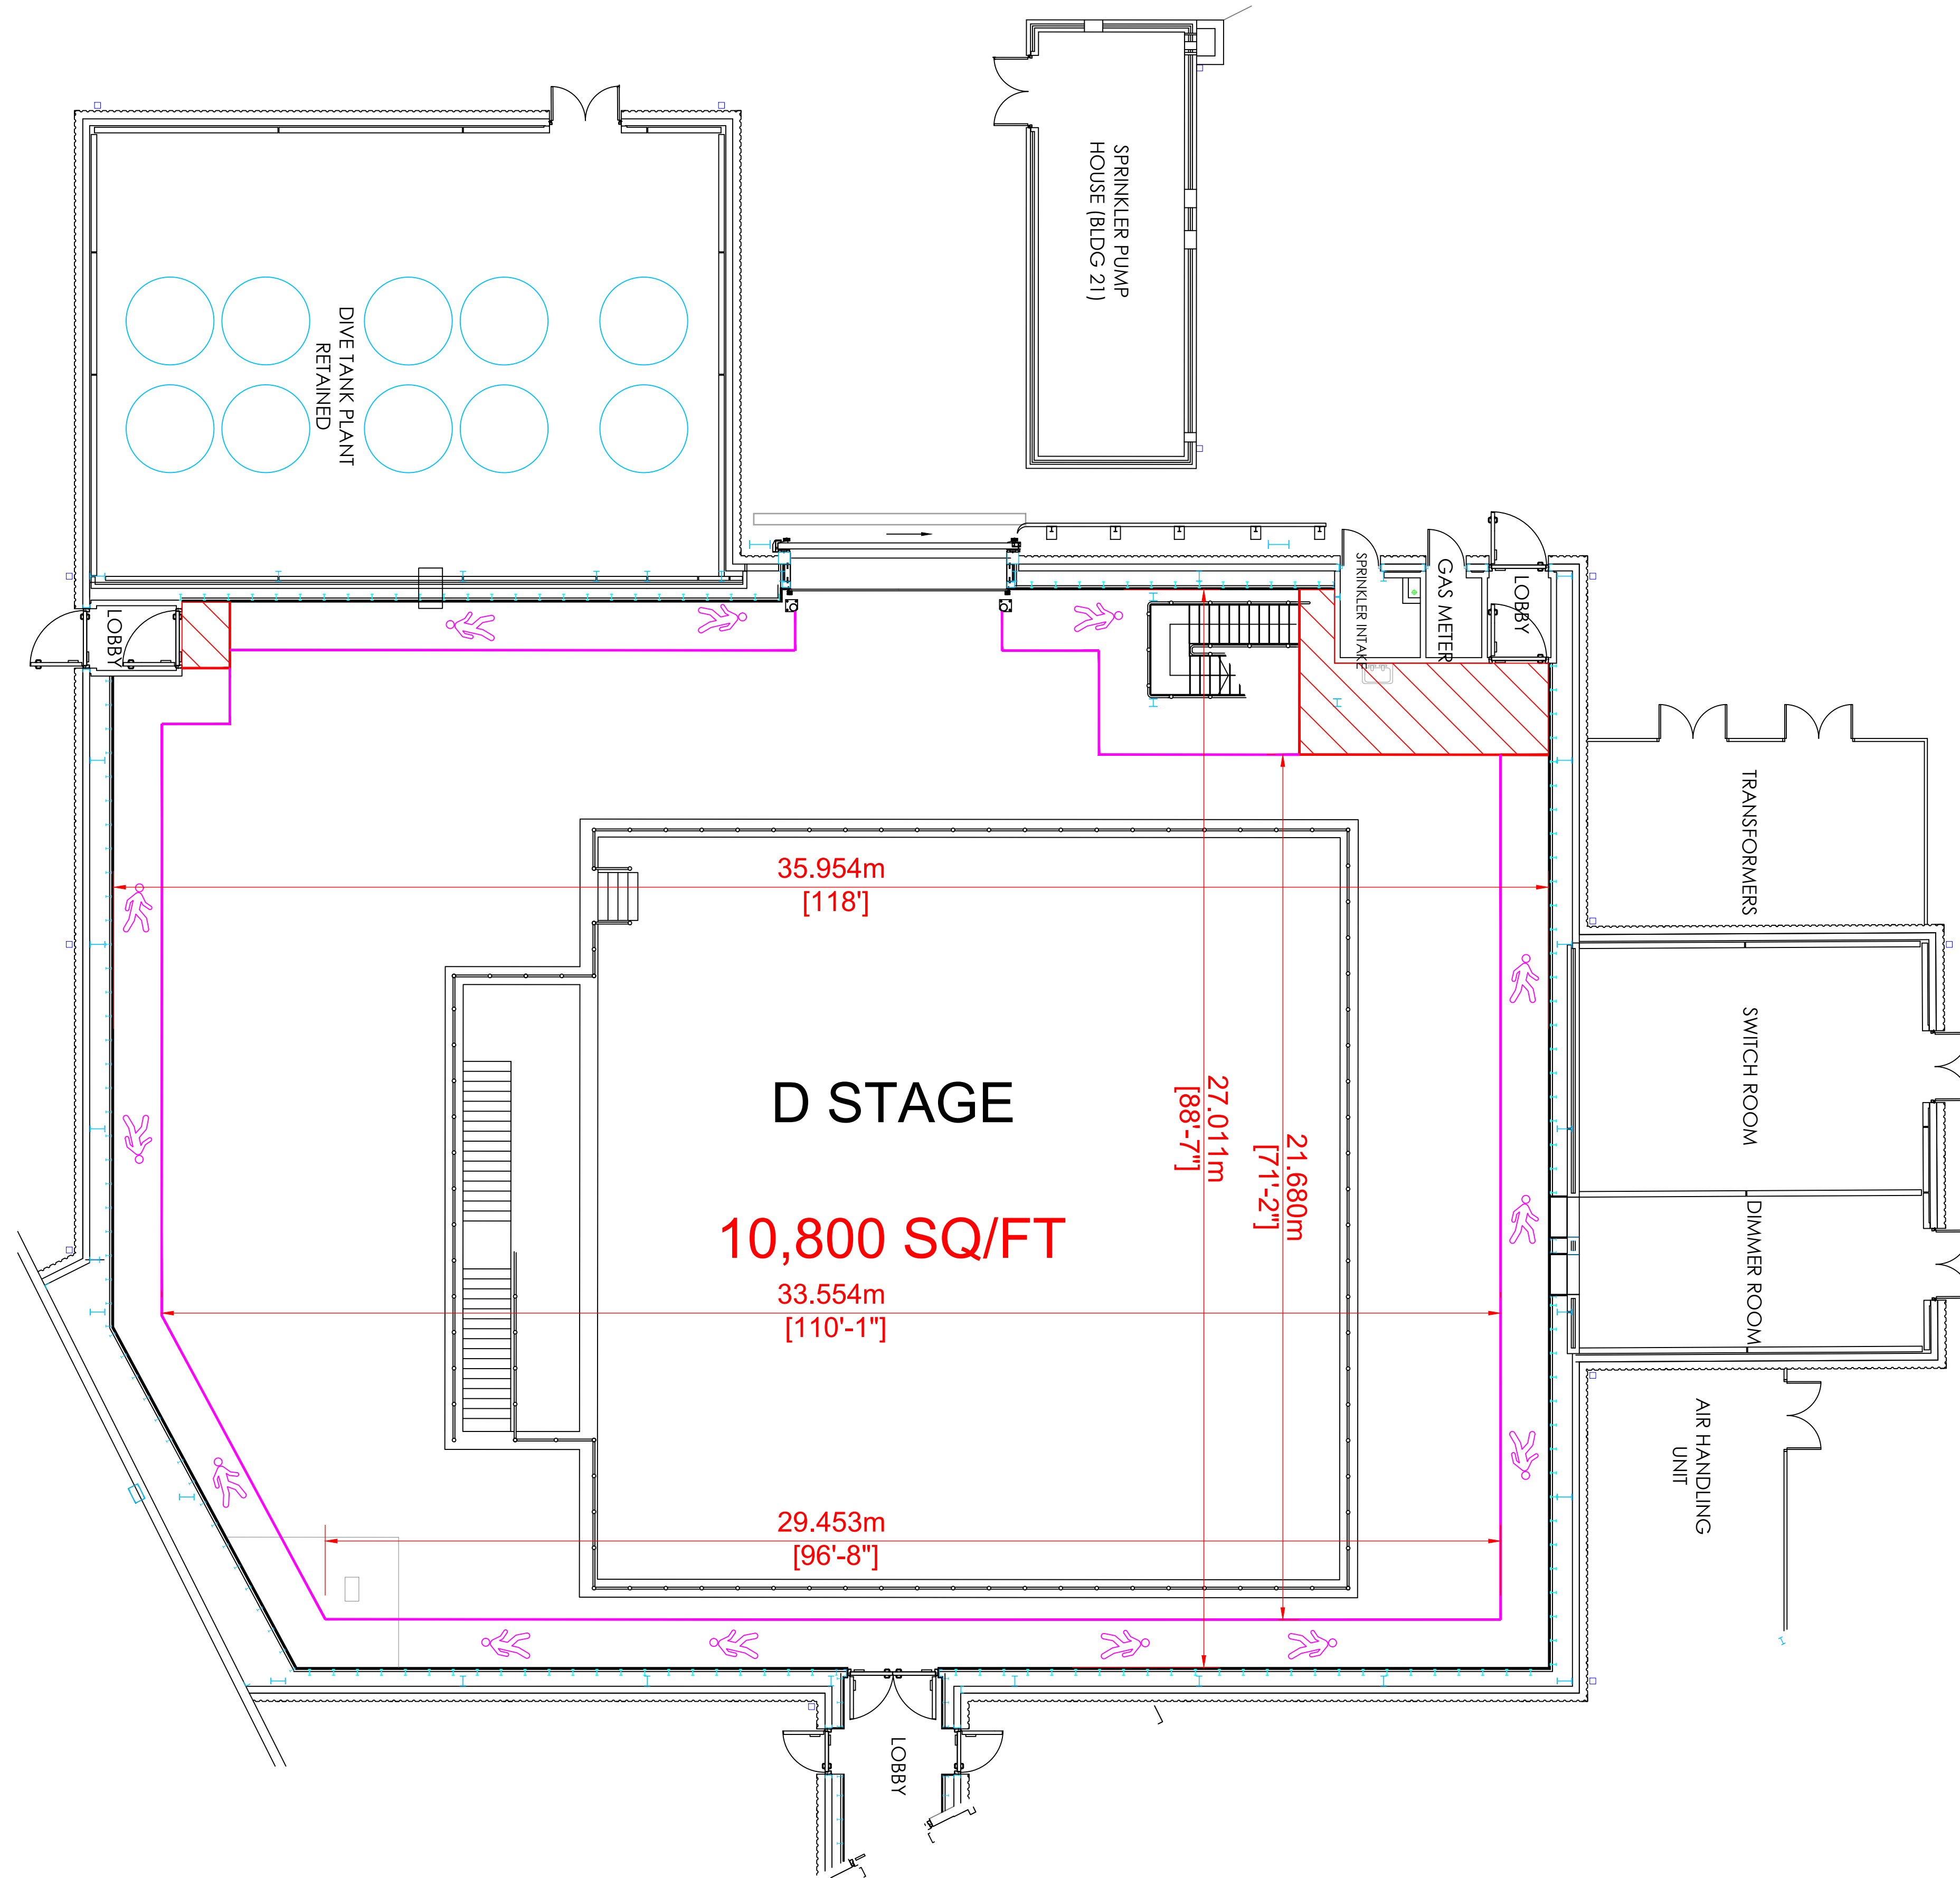 SPRINKLER PUMP
HOUSE (BLDG 21)
DIVE TANK PLANT
RETAINED
SPRINKLER INTAKE
GAS METER
LOBBY
LOBBY
TRANSFORMERS
35.954m
[118']
SWITCH ROOM
D STAGE
27.011m
[88'-7"]
21.680m
[71'-2"]
10,800 SQ/FT
DIMMER ROOM
33.554m
[110'-1"]
AIR HANDLING
UNIT
29.453m
[96'-8"]
LOBBY